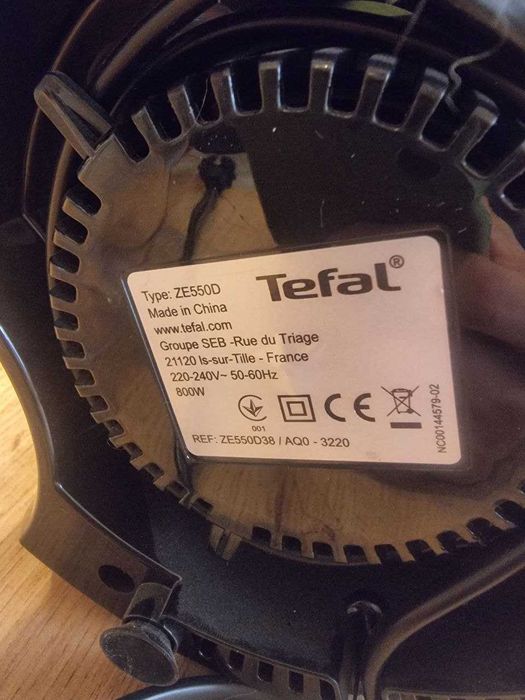 Tefal®
Type: ZE550D
Made in China
www.tefal.com
Groupe SEB -Rue du Triage
21120 Is-sur-Tille - France
220-240V~ 50-60Hz
800W
001
CE
REF: ZE550D38 / AQ0 - 3220
NC00144579-02